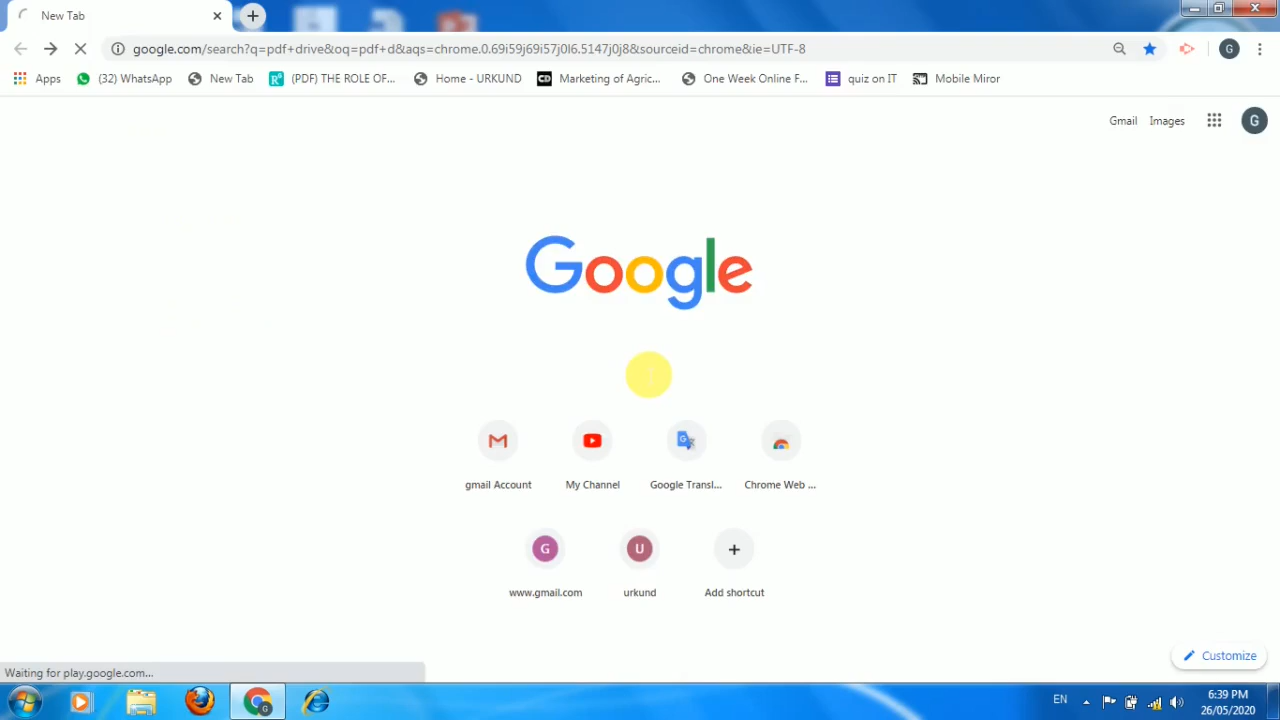 New Tab
google.com/search?q=pdf+drive&oq=pdf+d&aqs=chrome.0.69i59j69i57j0l6.5147j0j8&sourceid=chrome&ie=UTF-8
G
Apps
(32) WhatsApp
New Tab
(PDF) THE ROLE OF...
Home - URKUND
CD Marketing of Agric...
One Week Online F...
quiz on IT
Mobile Miror
Gmail
Images
G
Google
gmail Account
My Channel
Google Transl...
Chrome Web ...
G
U
www.gmail.com
urkund
Add shortcut
Customize
Waiting for play.google.com...
EN
6:39 PM
26/05/2020